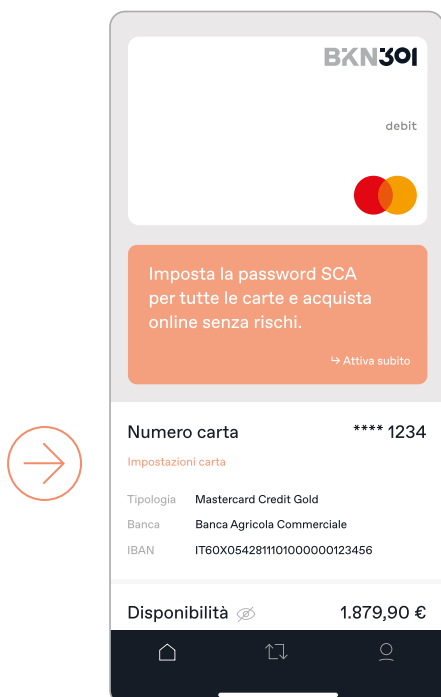 BKN301
debit
Imposta la password SCA
per tutte le carte e acquista
online senza rischi.
↳ Attiva subito
Numero carta **** 1234
Impostazioni carta
Tipologia Mastercard Credit Gold
Banca Banca Agricola Commerciale
IBAN IT60X0542811101000000123456
Disponibilità 1.879,90 €